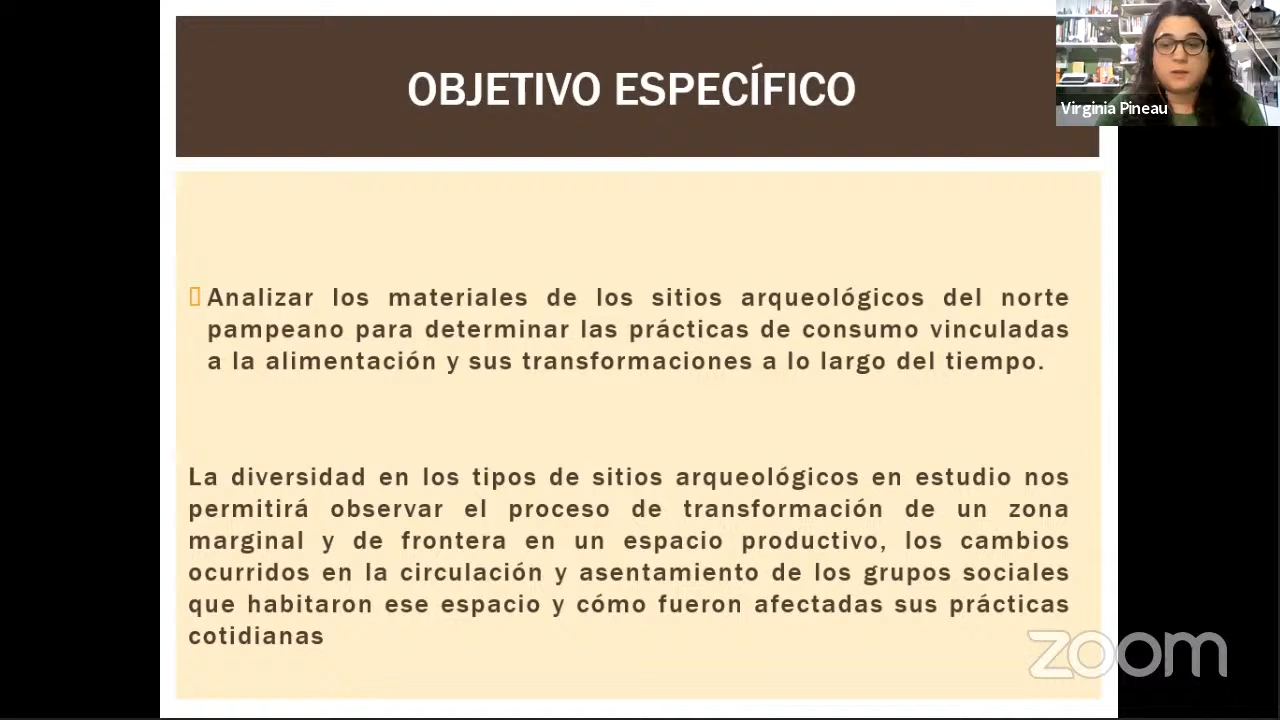 OBJETIVO ESPECÍFICO
Virginia Pineau
Analizar los materiales de los sitios arqueológicos del norte
pampeano para determinar las prácticas de consumo vinculadas
a la alimentación y sus transformaciones a lo largo del tiempo.
La diversidad en los tipos de sitios arqueológicos en estudio nos
permitirá observar el proceso de transformación de un zona
marginal y de frontera en un espacio productivo, los cambios
ocurridos en la circulación y asentamiento de los grupos sociales
que habitaron ese espacio y cómo fueron afectadas sus prácticas
cotidianas
zoom